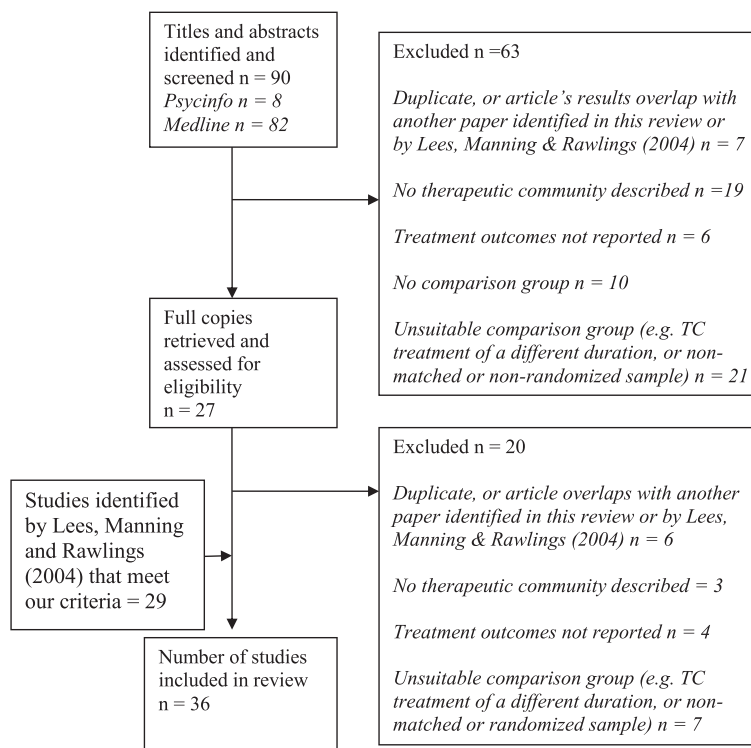 Titles and abstracts
identified and
screened n = 90
Psycinfo n = 8
Medline n = 82
Excluded n =63
Duplicate, or article's results overlap with
another paper identified in this review or
by Lees, Manning & Rawlings (2004) n = 7
No therapeutic community described n =19
Treatment outcomes not reported n = 6
No comparison group n = 10
Unsuitable comparison group (e.g. TC
treatment of a different duration, or non-
matched or non-randomized sample) n = 21
Full copies
retrieved and
assessed for
eligibility
n = 27
Excluded n = 20
Duplicate, or article overlaps with another
paper identified in this review or by Lees,
Manning & Rawlings (2004) n = 6
No therapeutic community described = 3
Treatment outcomes not reported n = 4
Unsuitable comparison group (e.g. TC
treatment of a different duration, or non-
matched or randomized sample) n = 7
Studies identified
by Lees, Manning
and Rawlings
(2004) that meet
our criteria = 29
Number of studies
included in review
n = 36